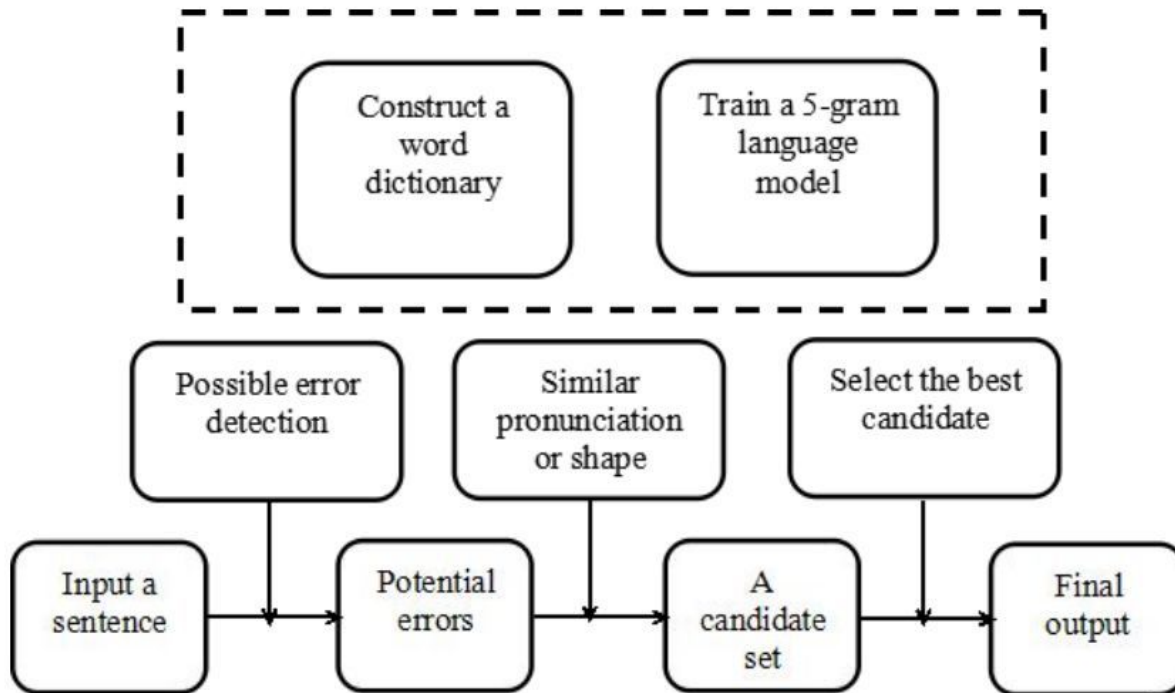 Construct a
word
dictionary
Train a 5-gram
language
model
Possible error
detection
Similar
pronunciation
or shape
Select the best
candidate
Input a
sentence
Potential
errors
A
candidate
set
Final
output